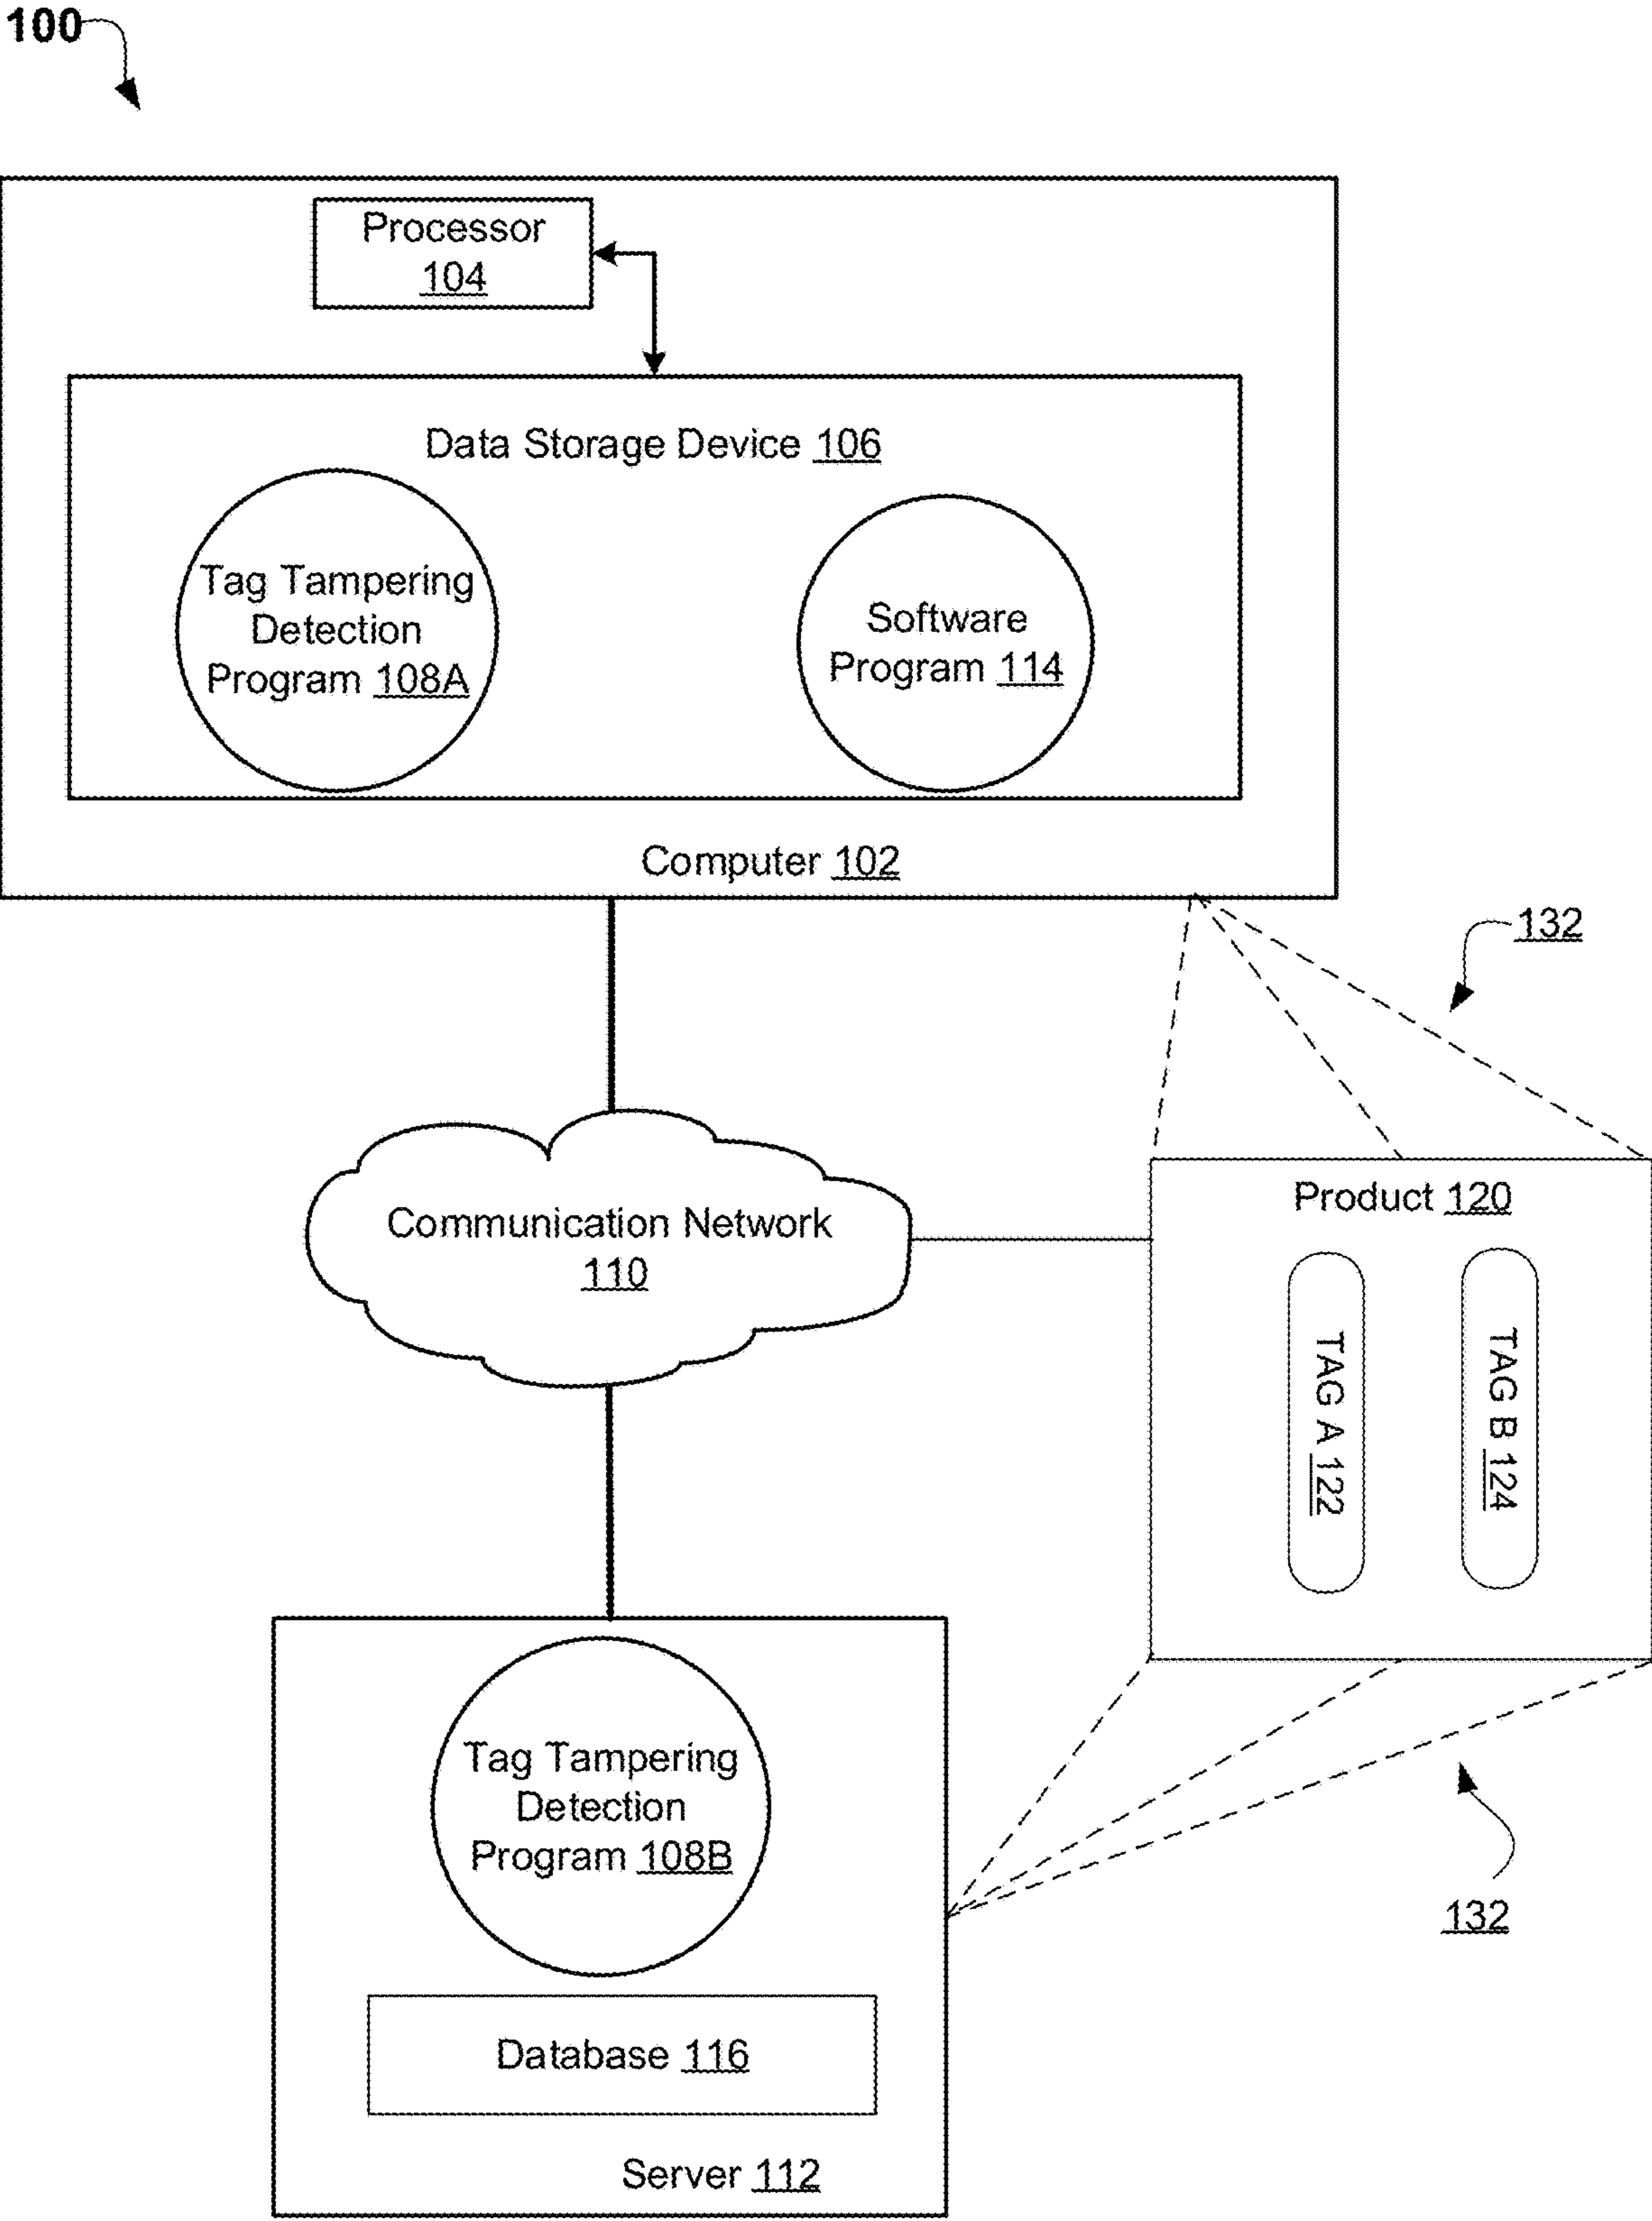 100
Processor
104
Data Storage Device 106
Tag Tampering
Detection
Program 108A
Software
Program 114
Computer 102
132
Communication Network
110
Product 120
TAG A 122
TAG B 124
Tag Tampering
Detection
Program 108B
132
Database 116
Server 112